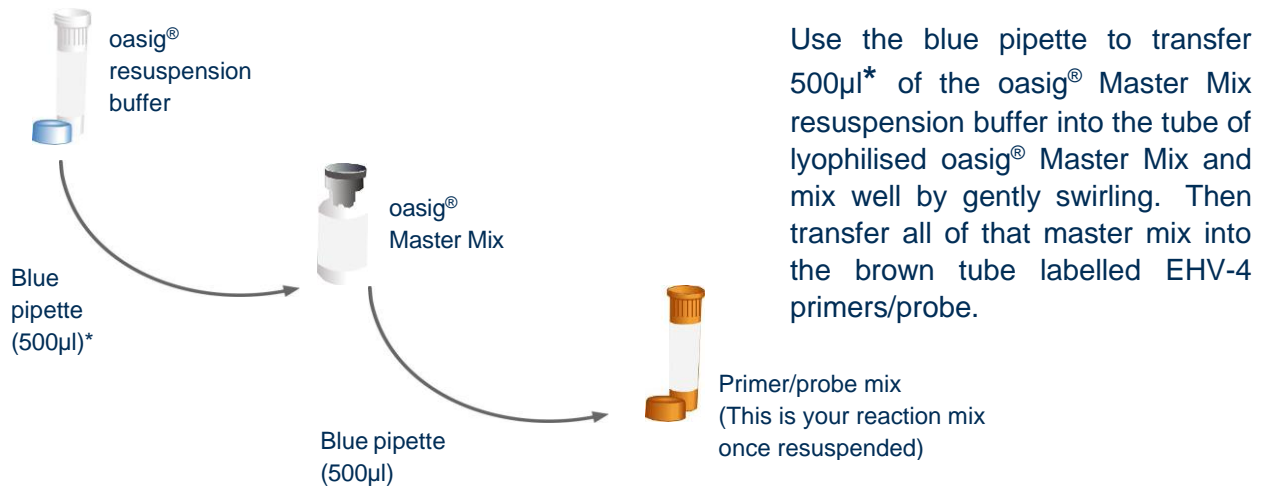 oasig®
resuspension
buffer
Use the blue pipette to transfer
500µl* of the oasig® Master Mix
resuspension buffer into the tube of
lyophilised oasig® Master Mix and
mix well by gently swirling. Then
transfer all of that master mix into
the brown tube labelled EHV-4
primers/probe.
oasig®
Master Mix
Blue
pipette
(500µl)*
Blue pipette
(500µl)
Primer/probe mix
(This is your reaction mix
once resuspended)